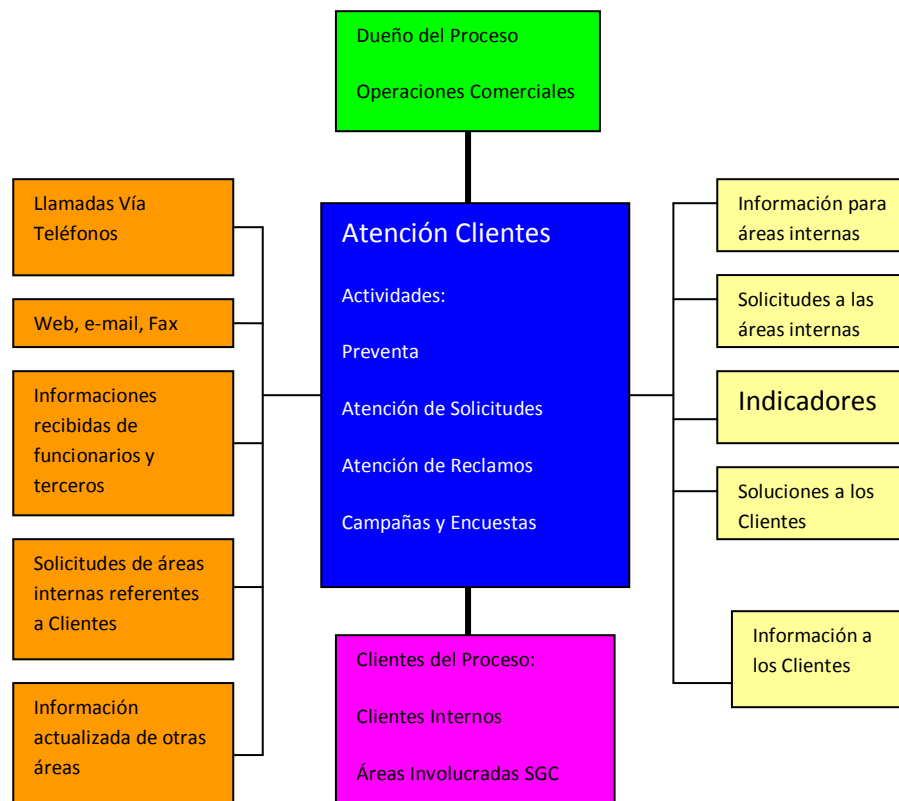 Dueño del Proceso
Operaciones Comerciales
Llamadas Vía
Teléfonos
Web, e-mail, Fax
Informaciones
recibidas de
funcionarios y
terceros
Solicitudes de áreas
internas referentes
a Clientes
Información
actualizada de otras
áreas
Atención Clientes
Actividades:
Preventa
Atención de Solicitudes
Atención de Reclamos
Campañas y Encuestas
Clientes del Proceso:
Clientes Internos
Áreas Involucradas SGC
Información para
áreas internas
Solicitudes a las
áreas internas
Indicadores
Soluciones a los
Clientes
Información a
los Clientes